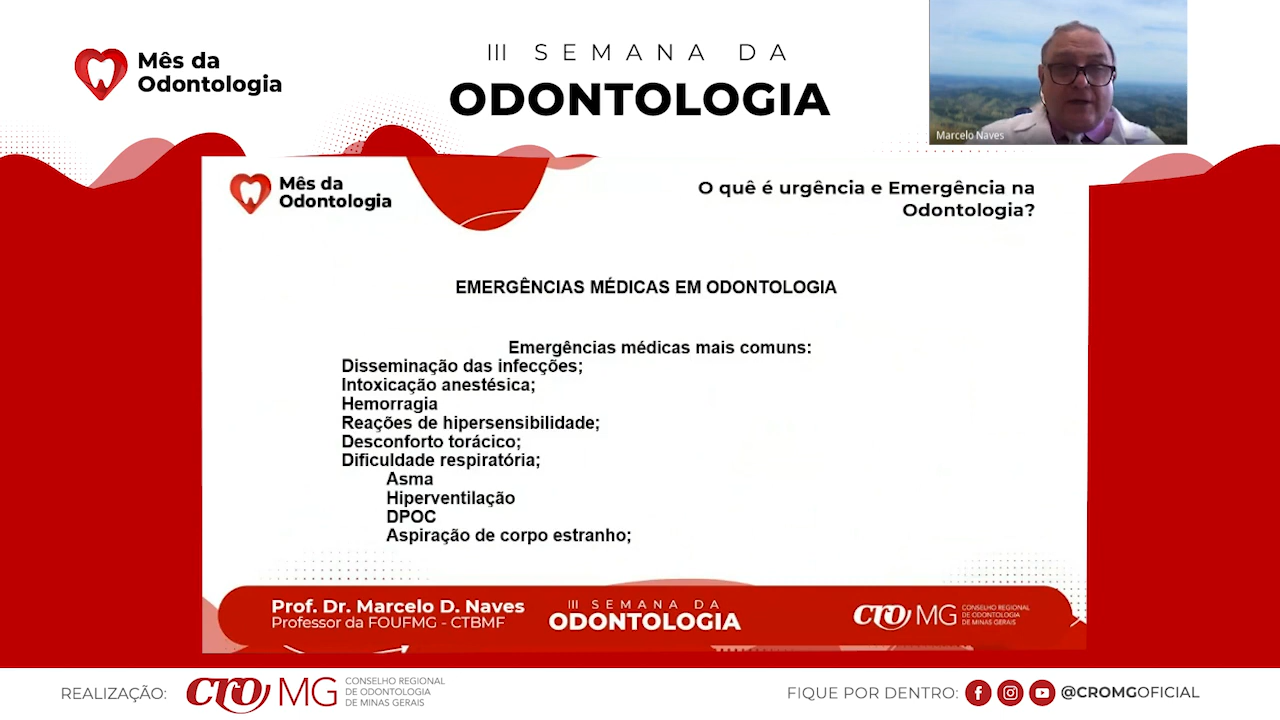 Mês da
Odontologia
III SEMANA DA
ODONTOLOGIA
Marcelo Naves
Mês da
Odontologia
O quê é urgência e Emergência na
Odontologia?
EMERGÊNCIAS MÉDICAS EM ODONTOLOGIA
Emergências médicas mais comuns:
Disseminação das infecções;
Intoxicação anestésica;
Hemorragia
Reações de hipersensibilidade;
Desconforto torácico;
Dificuldade respiratória;
Asma
Hiperventilação
DPOC
Aspiração de corpo estranho;
Prof. Dr. Marcelo D. Naves
Professor da FOUFMG - CTBMF
III SEMANA DA
ODONTOLOGIA
CRO MG
CONSELHO REGIONAL
DE ODONTOLOGIA
DE MINAS GERAIS
REALIZAÇÃO:
CRO MG
CONSELHO REGIONAL
DE ODONTOLOGIA
DE MINAS GERAIS
FIQUE POR DENTRO:
@CROMGOFICIAL